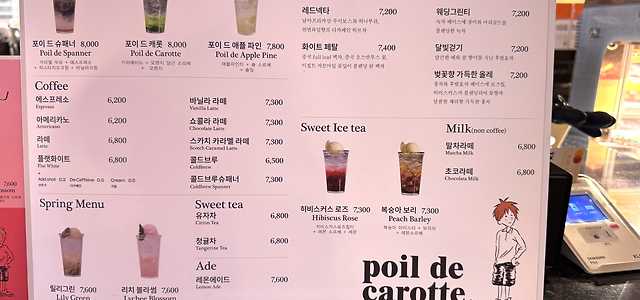 포이 드 슈패너 8,000
Poil de Spanner
포이 드 캐롯 8,000
Poil de Carotte
포이 드 애플 파인 7,800
Poil de Apple Pine
Coffee
에스프레소 6,200
Espresso
아메리카노 6,200
Americano
라떼 6,800
Latte
플랫화이트 6,800
Flat White
바닐라 라떼 7,300
Vanilla Latte
쇼콜라 라떼 7,300
Chocolate Latte
스카치 카라멜 라떼 7,300
Scotch Caramel Latte
콜드브루 6,500
Coldbrew
콜드브루슈패너 7,300
Coldbrew Spanner
Spring Menu
릴리그린 7,600
Lily Green
리치 블라썸 7,600
Lychee Blossom
Sweet tea
유자차 6,800
Citron Tea
청귤차 6,800
Tangerine Tea
Ade
레몬에이드 7,600
Lemon Ade
레드넥타 7,200
화이트 페탈 7,400
웨딩그린티 7,200
달빛걷기 7,200
벚꽃향 가득한 올레 7,200
Sweet Ice tea
히비스커스 로즈 7,300
Hibiscus Rose
복숭아 보리 7,300
Peach Barley
Milk(non coffee)
말차라떼 6,800
Matcha Milk
초코라떼 6,800
Chocolate Milk
poil de
carotte